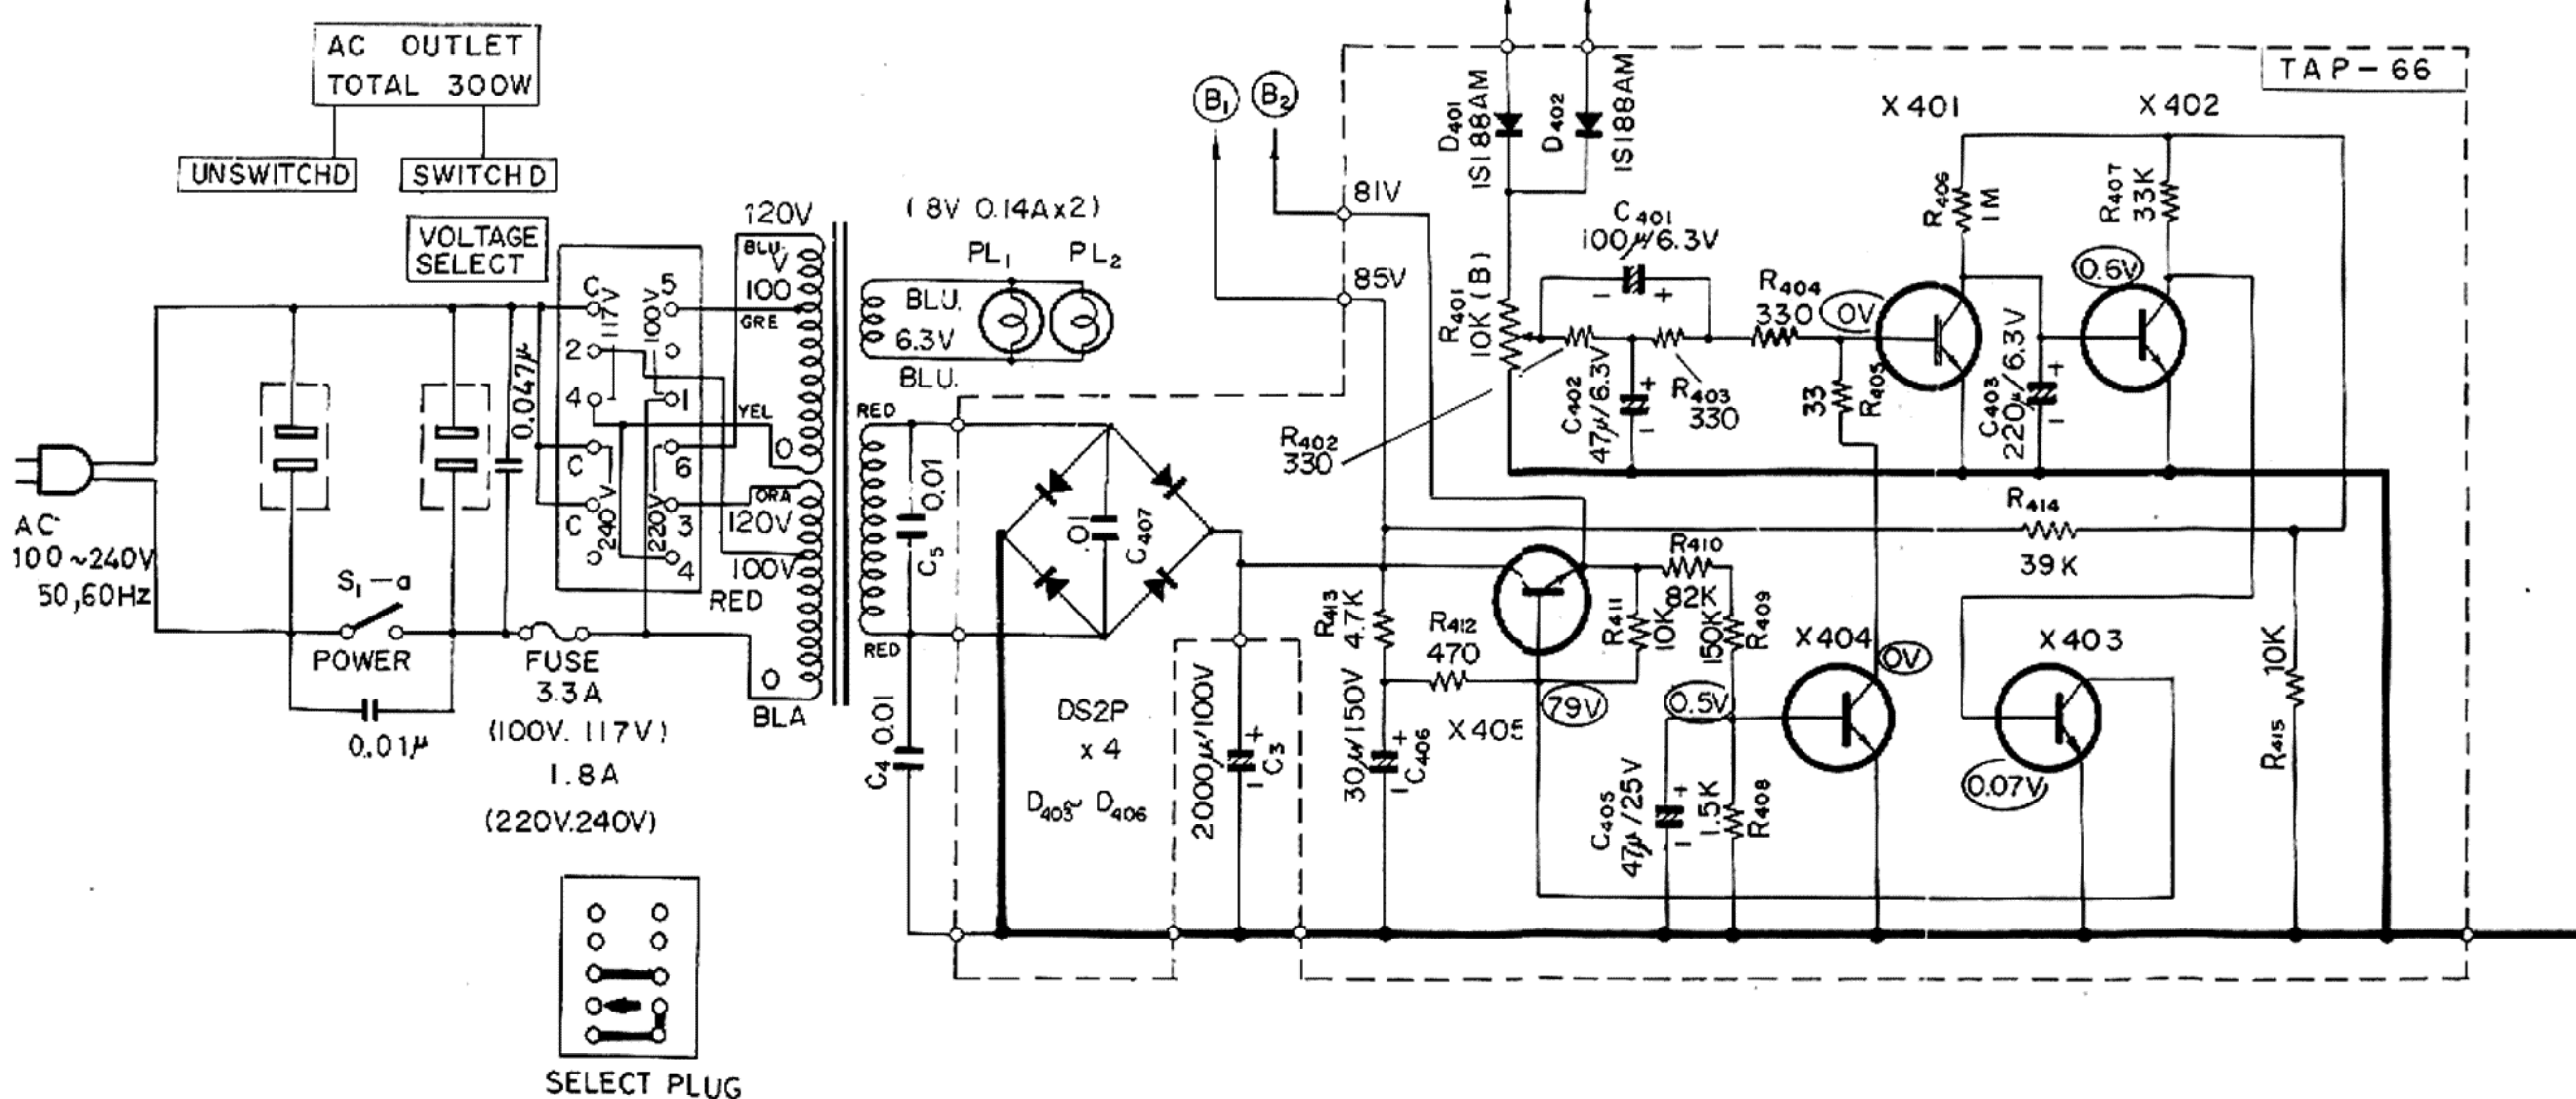 AC OUTLET
TOTAL 300W
UNSWITCHD
SWITCHD
VOLTAGE
SELECT
AC
100~240V
50,60Hz
S1-a
POWER
0.01μ
FUSE
3.3A
(100V. 117V)
1.8A
(220V.240V)
0.047μ
C
5
117V
100V
2
4
1
C
6
C
240V
220V
3
4
120V
BLU.
V
100
GRE
YEL
0
ORA
120V
100V
RED
0
BLA
(8V 0.14A×2)
PL1
PL2
BLU.
6.3V
BLU.
RED
0.01
C5
RED
C4 0.01
C407
DS2P
×4
D403~ D406
2000μ/100V
+
-
C3
B1
B2
81V
85V
D401
1S188AM
D402
1S188AM
R401
10K (B)
C401
100μ/6.3V
-
+
R402
330
C402
47μ/6.3V
+
-
R403
330
R404
330
0V
33
R405
X401
X402
TAP-66
R406
1M
R407
33K
0.6V
C403
220μ/6.3V
+
-
R414
39K
R413
4.7K
R412
470
30μ/150V
+
-
C406
X405
79V
R411
10K
R410
82K
150K
R409
0.5V
C405
47μ/25V
+
-
1.5K
R408
X404
0V
X403
0.07V
10K
R415
SELECT PLUG